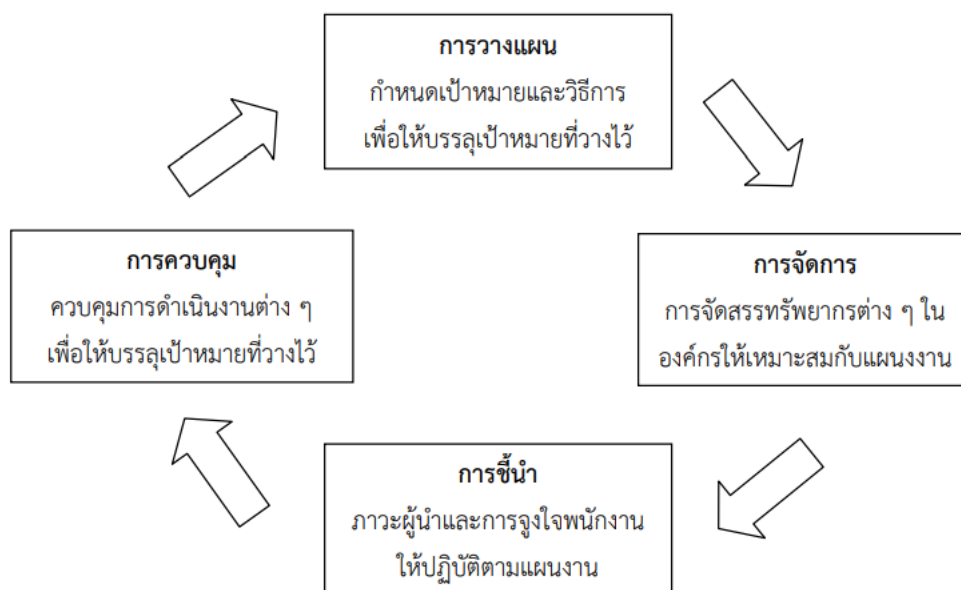 การวางแผน
กำหนดเป้าหมายและวิธีการ
เพื่อให้บรรลุเป้าหมายที่วางไว้
การจัดการ
การจัดสรรทรัพยากรต่าง ๆ ใน
องค์กรให้เหมาะสมกับแผนงงาน
การชี้นำ
ภาวะผู้นำและการจูงใจพนักงาน
ให้ปฏิบัติตามแผนงาน
การควบคุม
ควบคุมการดำเนินงานต่าง ๆ
เพื่อให้บรรลุเป้าหมายที่วางไว้